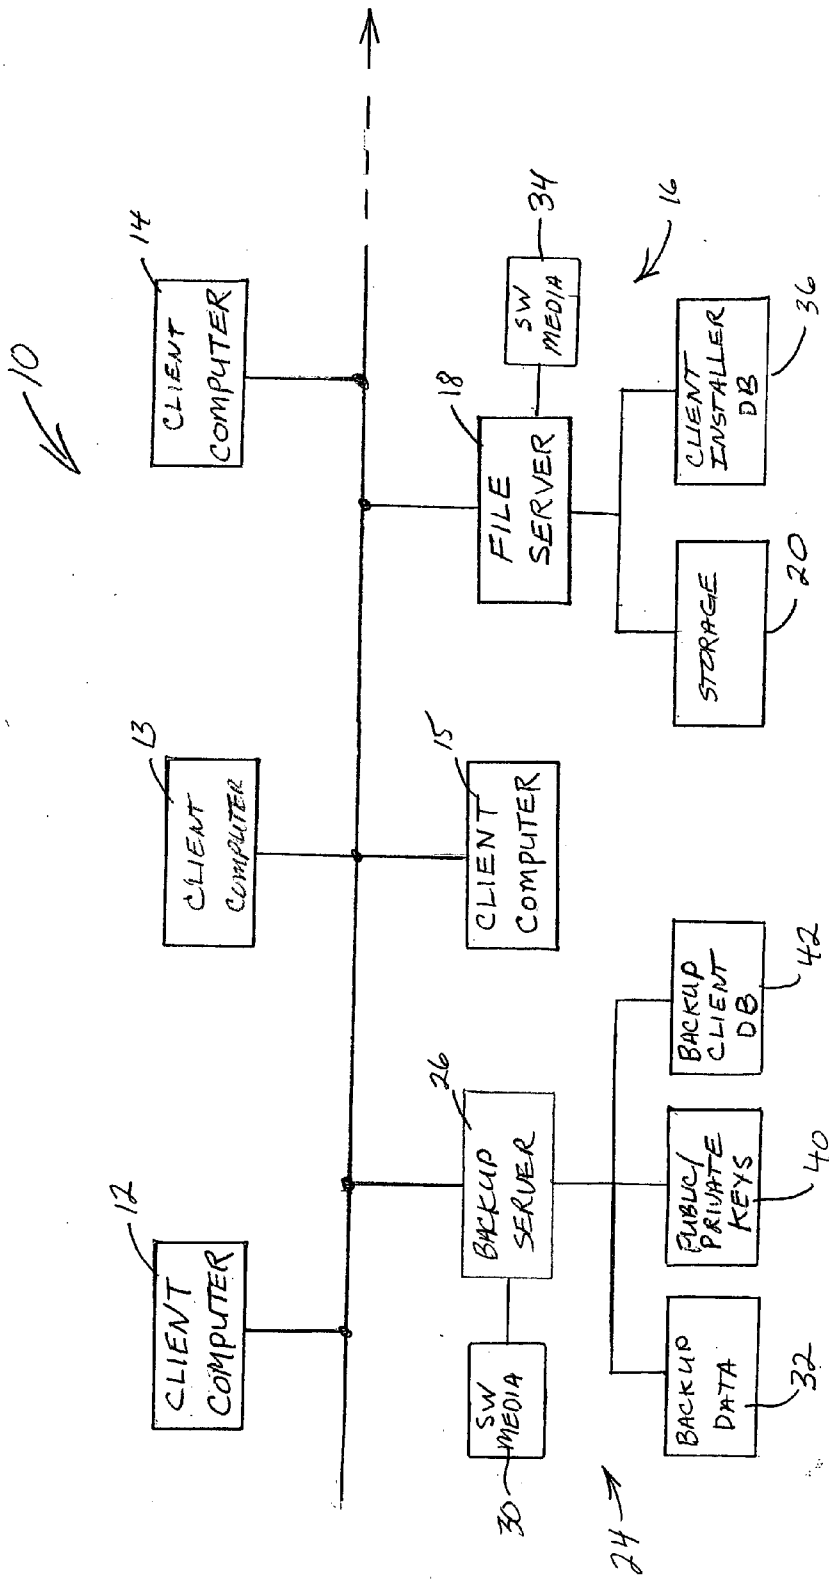 10
12
CLIENT
COMPUTER
13
CLIENT
COMPUTER
14
CLIENT
COMPUTER
26
BACKUP
SERVER
SW
MEDIA
30
15
CLIENT
COMPUTER
18
FILE
SERVER
SW
MEDIA
34
16
24
BACKUP
DATA
32
PUBLIC/
PRIVATE
KEYS
40
BACKUP
CLIENT
DB
42
STORAGE
20
CLIENT
INSTALLER
DB
36